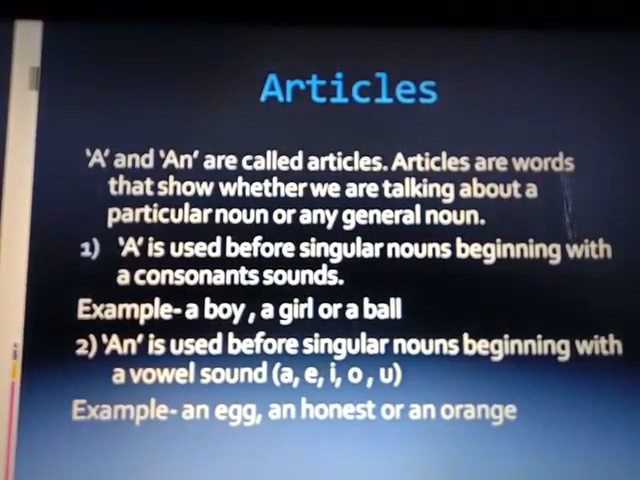 Articles
'A' and 'An' are called articles. Articles are words
that show whether we are talking about a
particular noun or any general noun.
1) 'A' is used before singular nouns beginning with
a consonants sounds.
Example- a boy , a girl or a ball
2) 'An' is used before singular nouns beginning with
a vowel sound (a, e, i, o , u)
Example- an egg, an honest or an orange